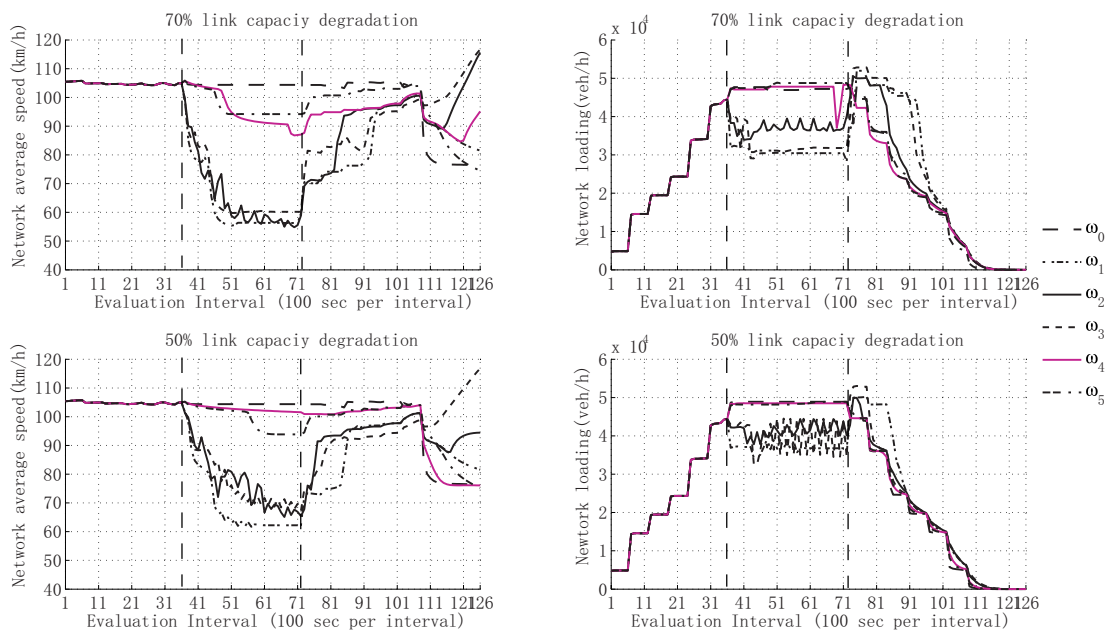 70% link capaciy degradation
Network average speed(km/h)
120
110
100
90
80
70
60
50
40
1 11 21 31 41 51 61 71 81 91 101 111 121 126
Evaluation Interval (100 sec per interval)
70% link capaciy degradation
x 10^4
Network loading(veh/h)
6
5
4
3
2
1
0
1 11 21 31 41 51 61 71 81 91 101 111 121 126
Evaluation Interval (100 sec per interval)
50% link capaciy degradation
Network average speed(km/h)
120
110
100
90
80
70
60
50
40
1 11 21 31 41 51 61 71 81 91 101 111 121 126
Evaluation Interval (100 sec per interval)
50% link capaciy degradation
x 10^4
Newtork loading(veh/h)
6
5
4
3
2
1
0
1 11 21 31 41 51 61 71 81 91 101 111 121 126
Evaluation Interval (100 sec per interval)
ω0
ω1
ω2
ω3
ω4
ω5